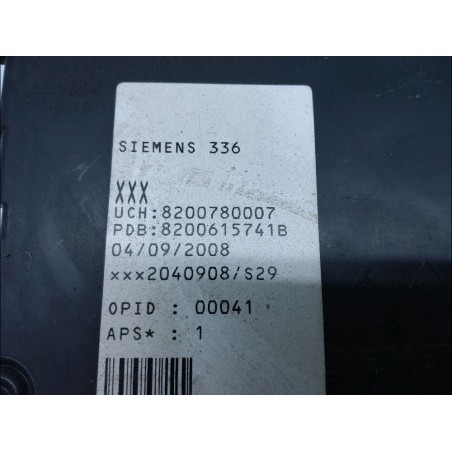 SIEMENS 336
XXX
UCH:8200780007
PDB:8200615741B
04/09/2008
xxx2040908/S29
OPID : 00041
APS* : 1